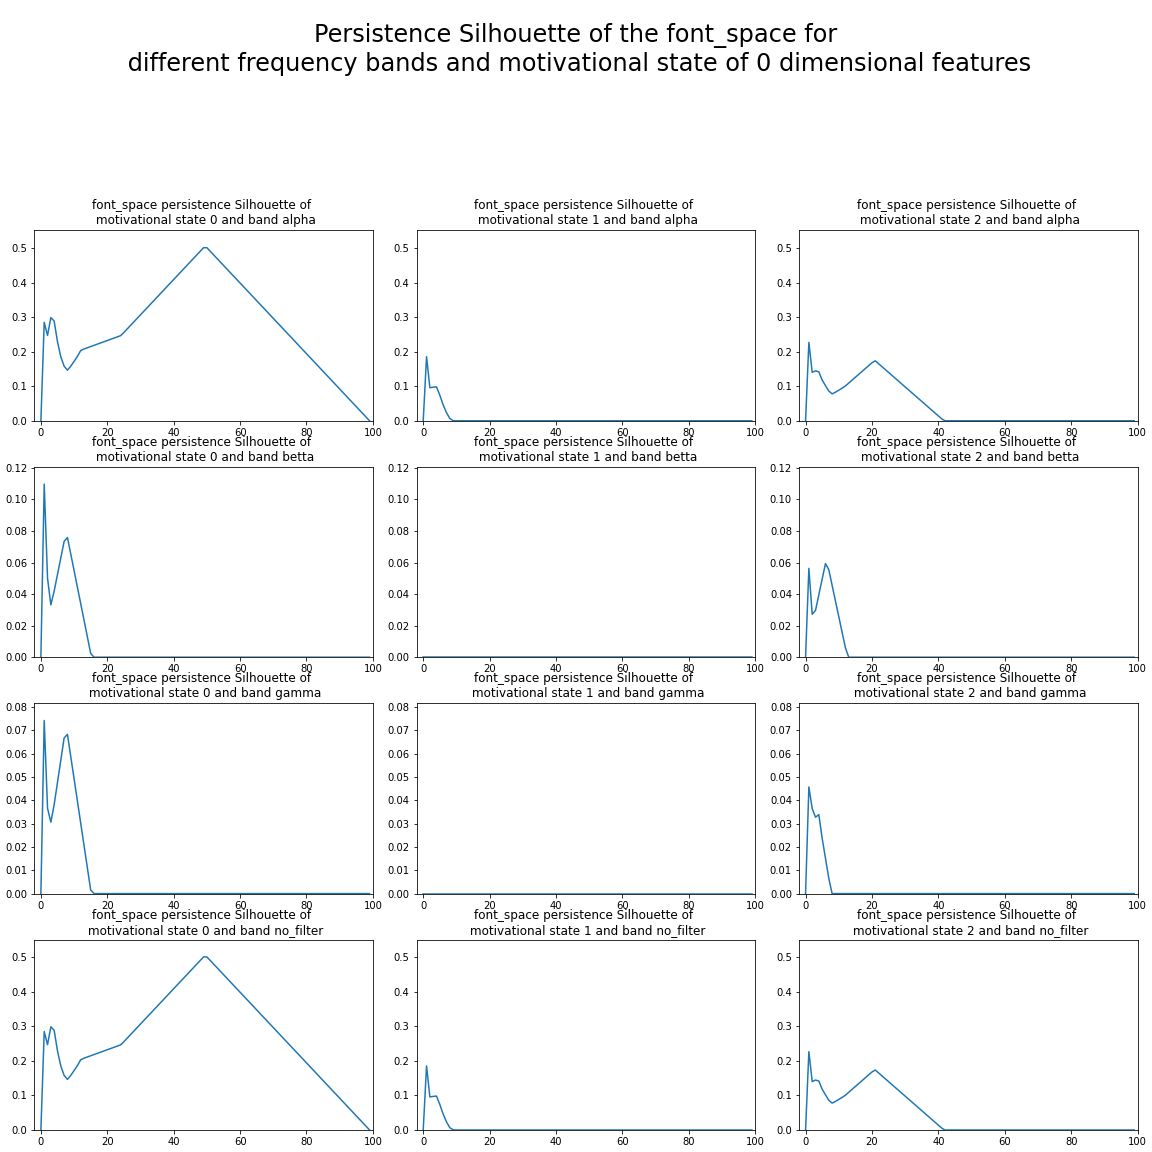 Persistence Silhouette of the font_space for
different frequency bands and motivational state of 0 dimensional features
font_space persistence Silhouette of
motivational state 0 and band alpha
0.5
0.4
0.3
0.2
0.1
0.0
0 20 40 60 80 100
font_space persistence Silhouette of
motivational state 1 and band alpha
0.5
0.4
0.3
0.2
0.1
0.0
0 20 40 60 80 100
font_space persistence Silhouette of
motivational state 2 and band alpha
0.5
0.4
0.3
0.2
0.1
0.0
0 20 40 60 80 100
font_space persistence Silhouette of
motivational state 0 and band betta
0.12
0.10
0.08
0.06
0.04
0.02
0.00
0 20 40 60 80 100
font_space persistence Silhouette of
motivational state 1 and band betta
0.12
0.10
0.08
0.06
0.04
0.02
0.00
0 20 40 60 80 100
font_space persistence Silhouette of
motivational state 2 and band betta
0.12
0.10
0.08
0.06
0.04
0.02
0.00
0 20 40 60 80 100
font_space persistence Silhouette of
motivational state 0 and band gamma
0.08
0.07
0.06
0.05
0.04
0.03
0.02
0.01
0.00
0 20 40 60 80 100
font_space persistence Silhouette of
motivational state 1 and band gamma
0.08
0.07
0.06
0.05
0.04
0.03
0.02
0.01
0.00
0 20 40 60 80 100
font_space persistence Silhouette of
motivational state 2 and band gamma
0.08
0.07
0.06
0.05
0.04
0.03
0.02
0.01
0.00
0 20 40 60 80 100
font_space persistence Silhouette of
motivational state 0 and band no_filter
0.5
0.4
0.3
0.2
0.1
0.0
0 20 40 60 80 100
font_space persistence Silhouette of
motivational state 1 and band no_filter
0.5
0.4
0.3
0.2
0.1
0.0
0 20 40 60 80 100
font_space persistence Silhouette of
motivational state 2 and band no_filter
0.5
0.4
0.3
0.2
0.1
0.0
0 20 40 60 80 100